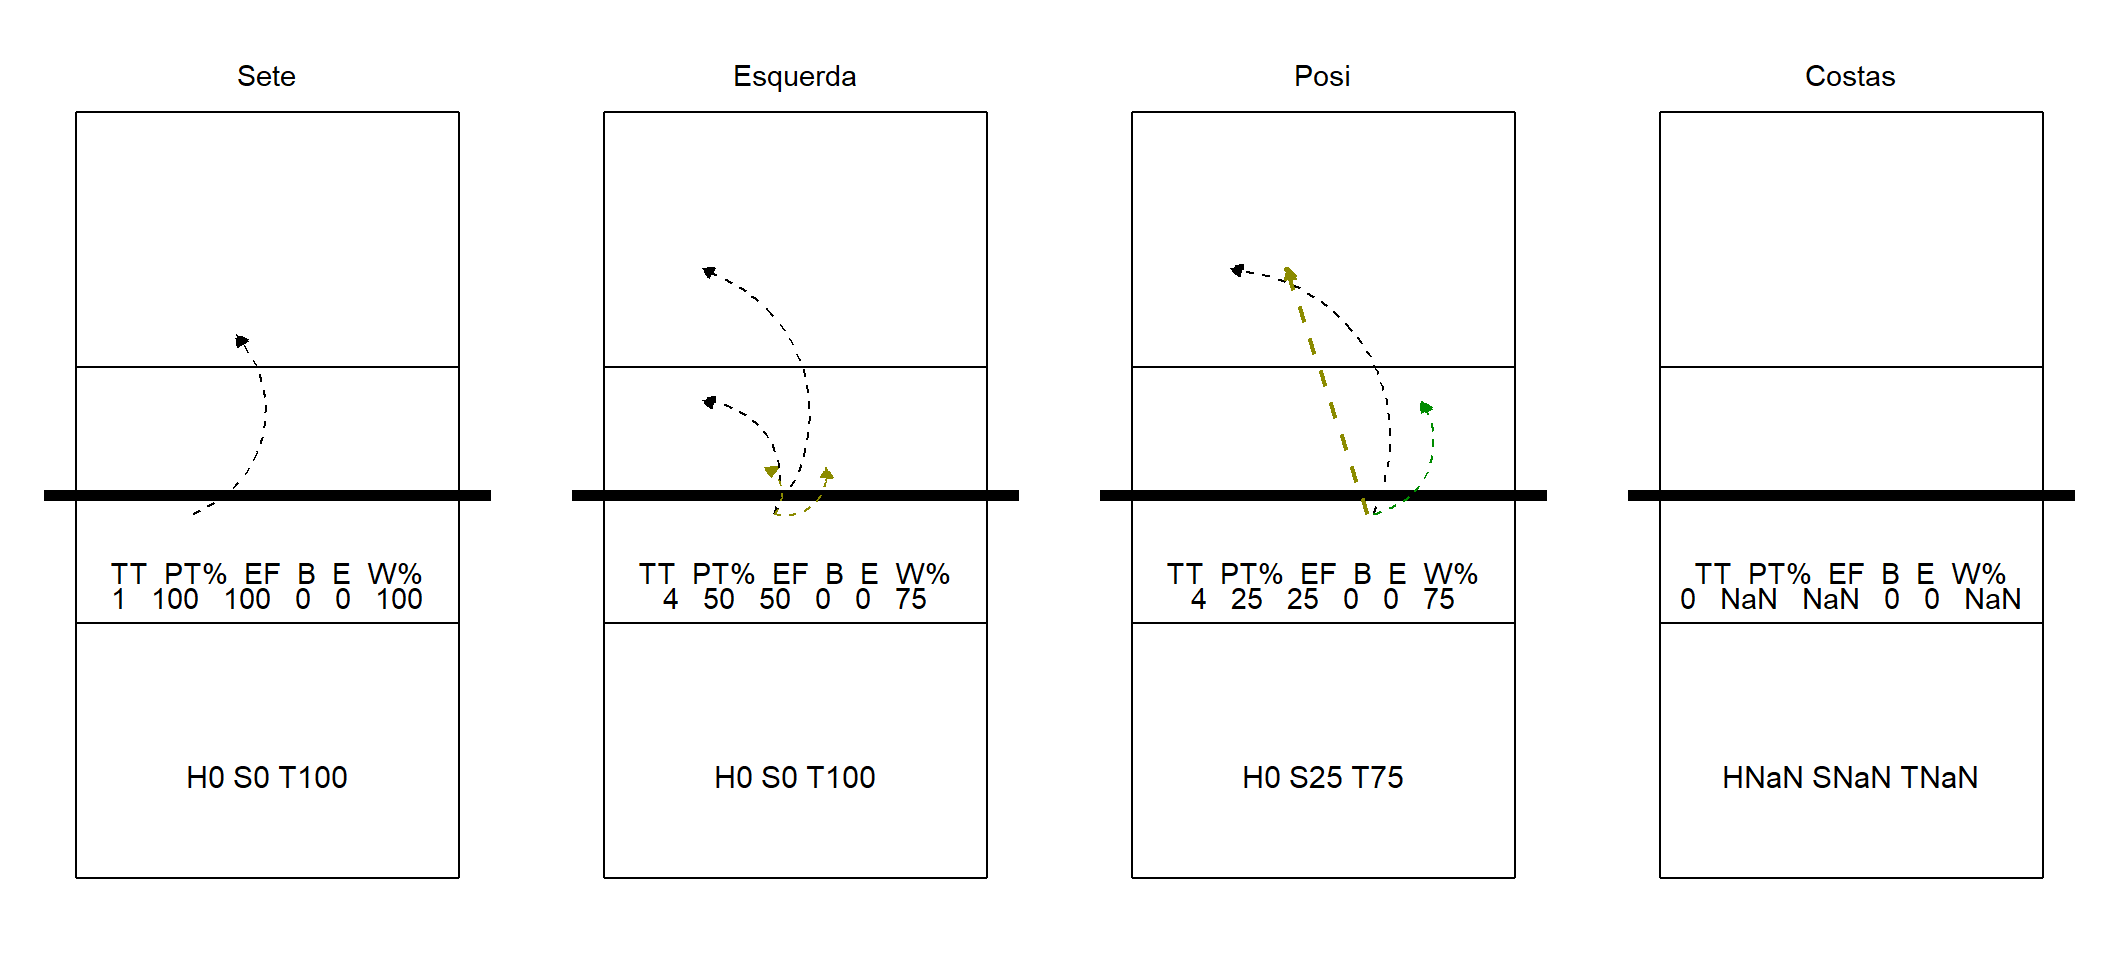 Sete
TT PT% EF B E W%
1 100 100 0 0 100
H0 S0 T100
Esquerda
TT PT% EF B E W%
4 50 50 0 0 75
H0 S0 T100
Posi
TT PT% EF B E W%
4 25 25 0 0 75
H0 S25 T75
Costas
TT PT% EF B E W%
0 NaN NaN 0 0 NaN
HNaN SNaN TNaN